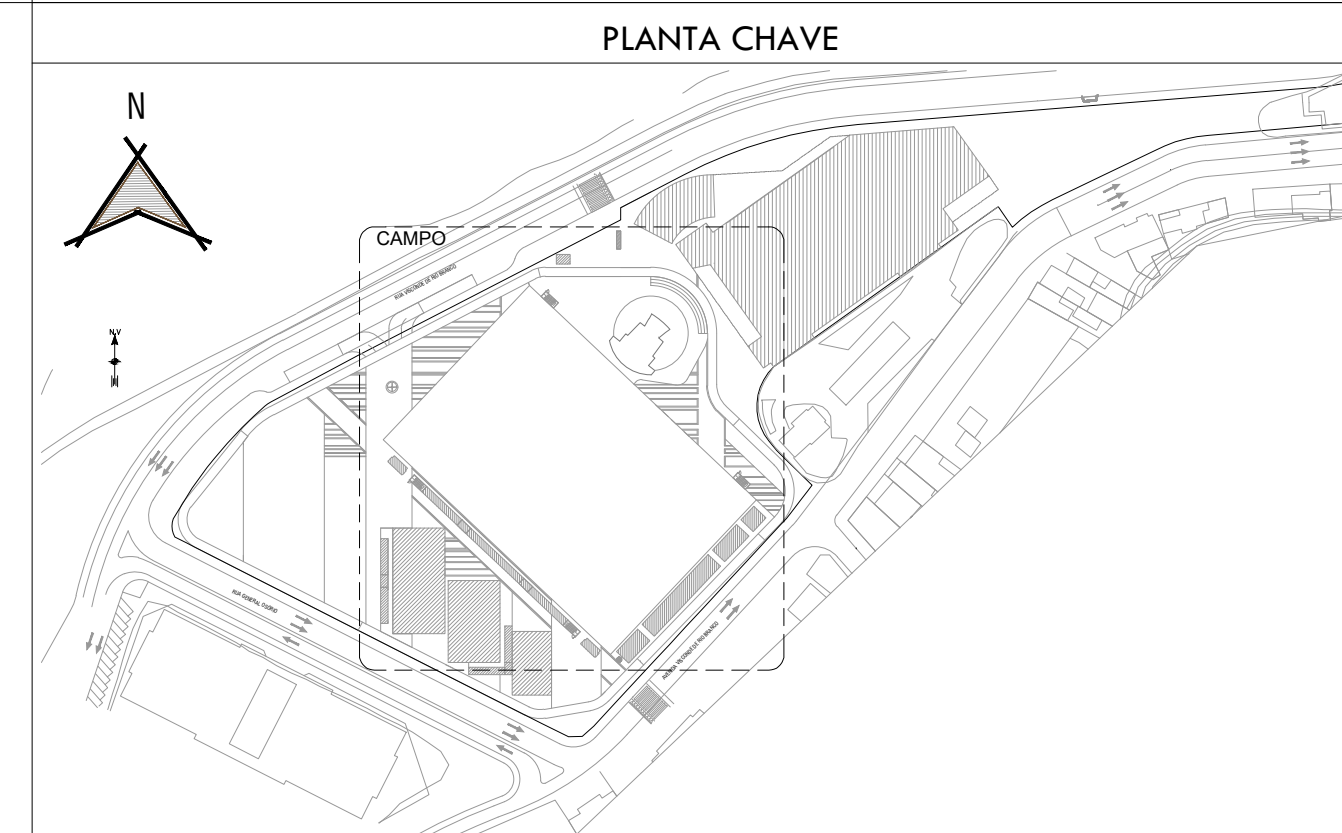 PLANTA CHAVE
N
CAMPO
RUA VISCONDE DE RIO BRANCO
N.V
M
RUA GENERAL OSÓRIO
AVENIDA VISCONDE DE RIO BRANCO